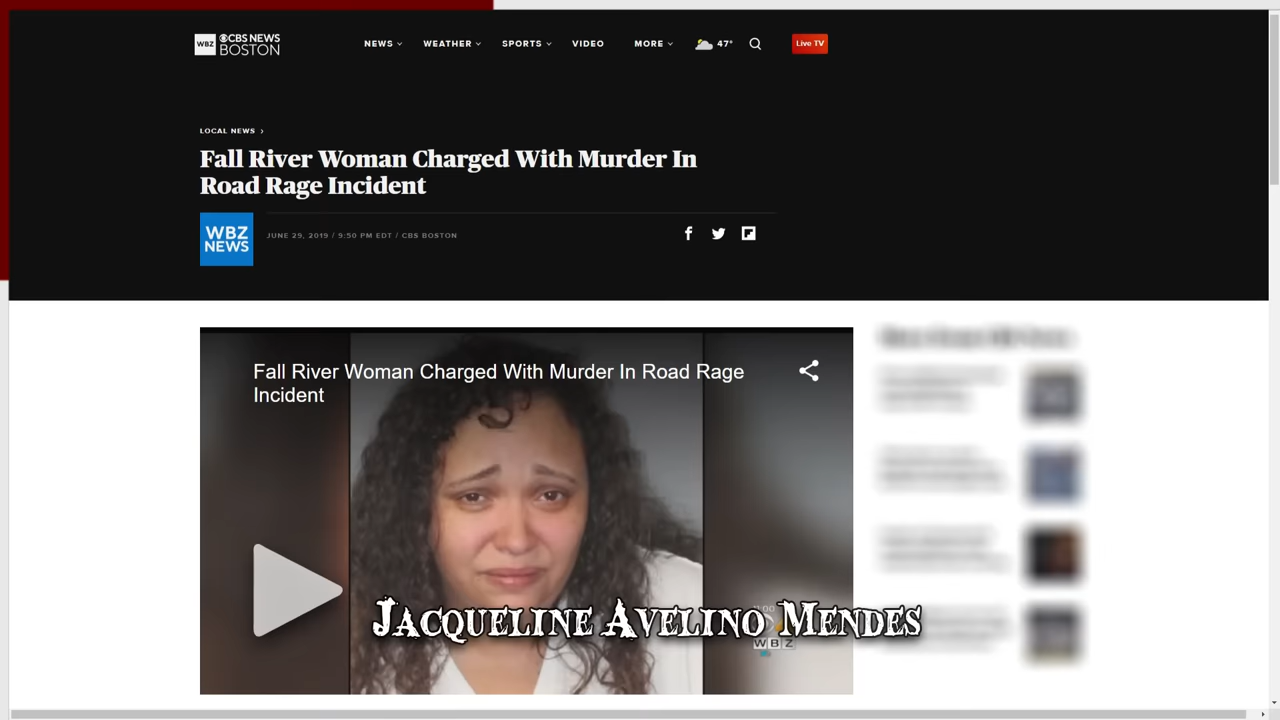 WBZ CBS NEWS BOSTON
NEWS WEATHER SPORTS VIDEO MORE 47° Live TV
LOCAL NEWS ›
Fall River Woman Charged With Murder In
Road Rage Incident
WBZ
NEWS
JUNE 29, 2019 / 9:50 PM EDT / CBS BOSTON
Fall River Woman Charged With Murder In Road Rage
Incident
Jacqueline Avelino Mendes
WBZ